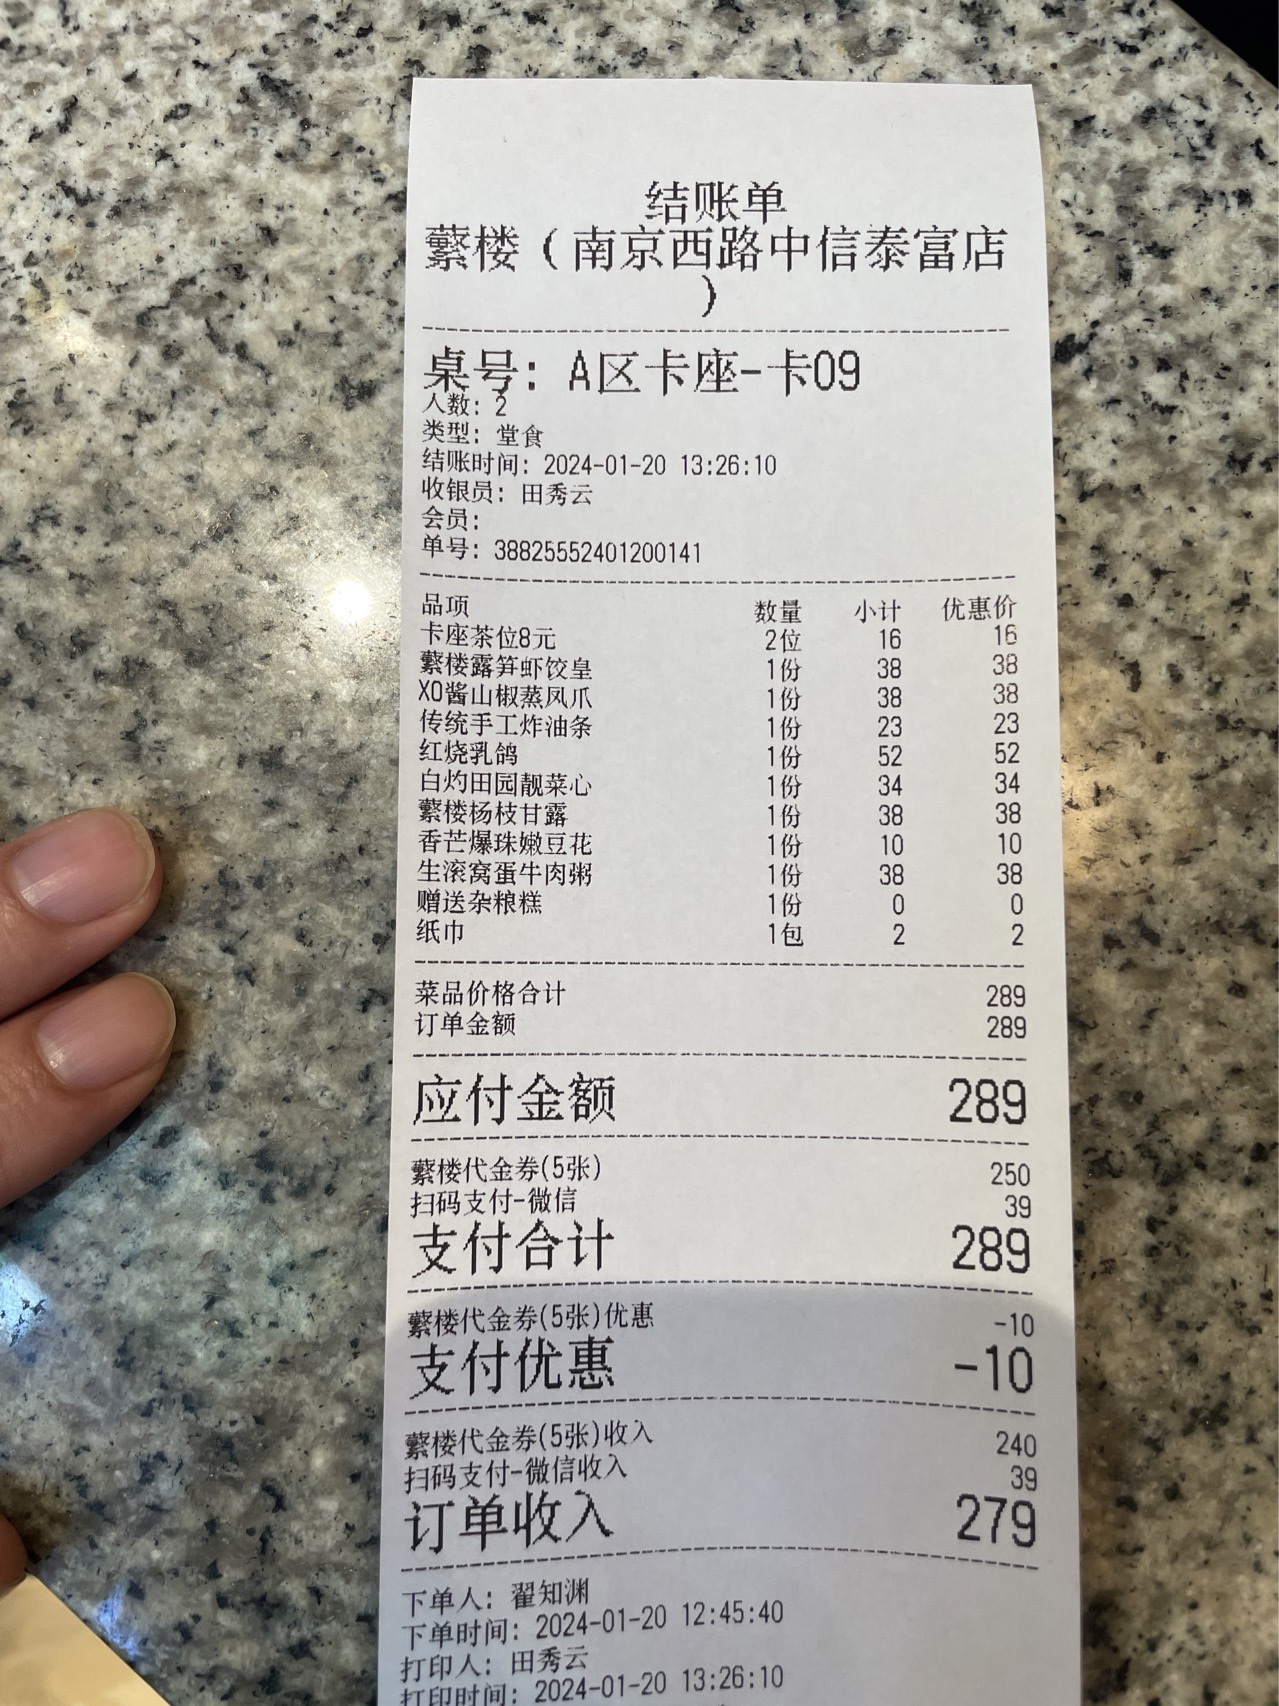 结账单
蘩楼（南京西路中信泰富店
）
桌号：A区卡座-卡09
人数：2
类型：堂食
结账时间：2024-01-20 13:26:10
收银员：田秀云
会员：
单号：38825552401200141
品项 数量 小计 优惠价
卡座茶位8元 2位 16 16
蘩楼露笋虾饺皇 1份 38 38
XO酱山椒蒸凤爪 1份 38 38
传统手工炸油条 1份 23 23
红烧乳鸽 1份 52 52
白灼田园靓菜心 1份 34 34
蘩楼杨枝甘露 1份 38 38
香芒爆珠嫩豆花 1份 10 10
生滚窝蛋牛肉粥 1份 38 38
赠送杂粮糕 1份 0 0
纸巾 1包 2 2
菜品价格合计 289
订单金额 289
应付金额 289
蘩楼代金券(5张) 250
扫码支付-微信 39
支付合计 289
蘩楼代金券(5张)优惠 -10
支付优惠 -10
蘩楼代金券(5张)收入 240
扫码支付-微信收入 39
订单收入 279
下单人：翟知渊
下单时间：2024-01-20 12:45:40
打印人：田秀云
打印时间：2024-01-20 13:26:10